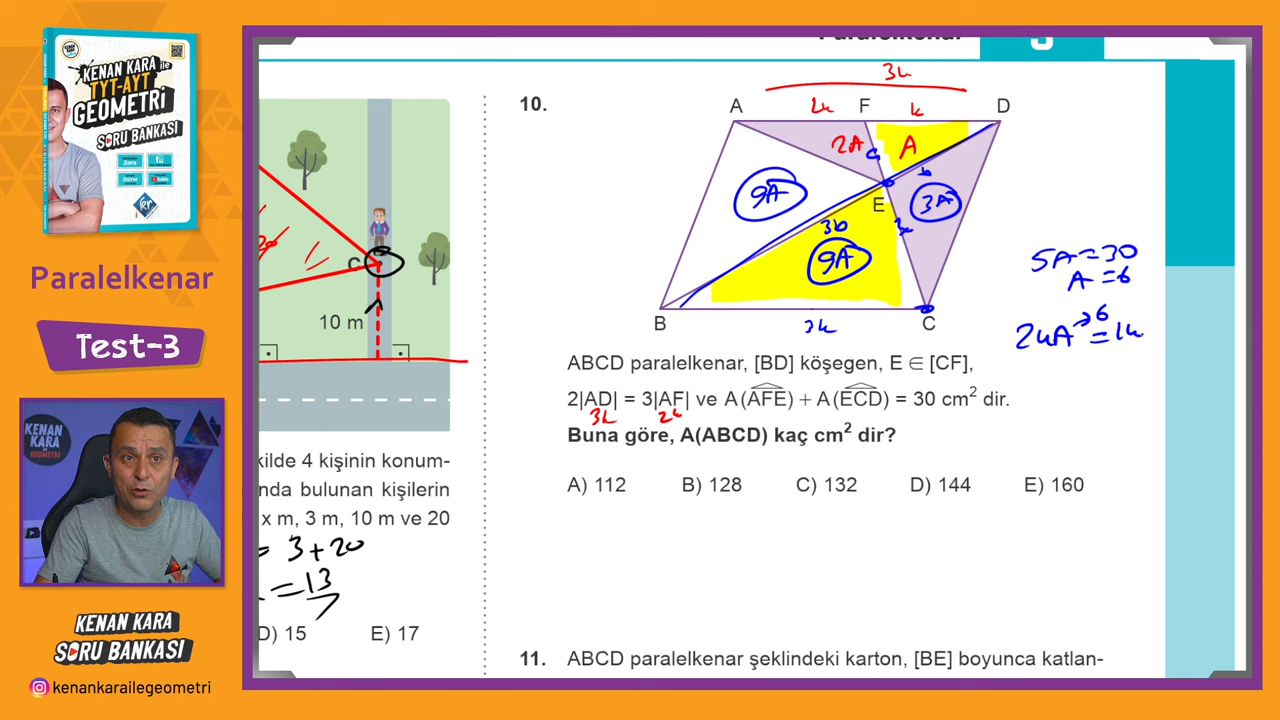 KENAN KARA ile
TYT-AYT
GEOMETRİ
SORU BANKASI
Paralelkenar
Test-3
KENAN KARA
ile
GEOMETRİ
KENAN KARA
SORU BANKASI
kenankarailegeometri
C
10 m
kilde 4 kişinin konum-
nda bulunan kişilerin
x m, 3 m, 10 m ve 20
= 3+20
= 13
D) 15 E) 17
Paralelkenar 3
10.
3k
A 2k F k D
2A A
9A b
E 3A
3b
9A
B 3k C
5A=30
A=6
ABCD paralelkenar, [BD] köşegen, E ∈ [CF],
2|AD| = 3|AF| ve A(AFE) + A(ECD) = 30 cm² dir.
3k 2k
Buna göre, A(ABCD) kaç cm² dir?
A) 112 B) 128 C) 132 D) 144 E) 160
11. ABCD paralelkenar şeklindeki karton, [BE] boyunca katlan-